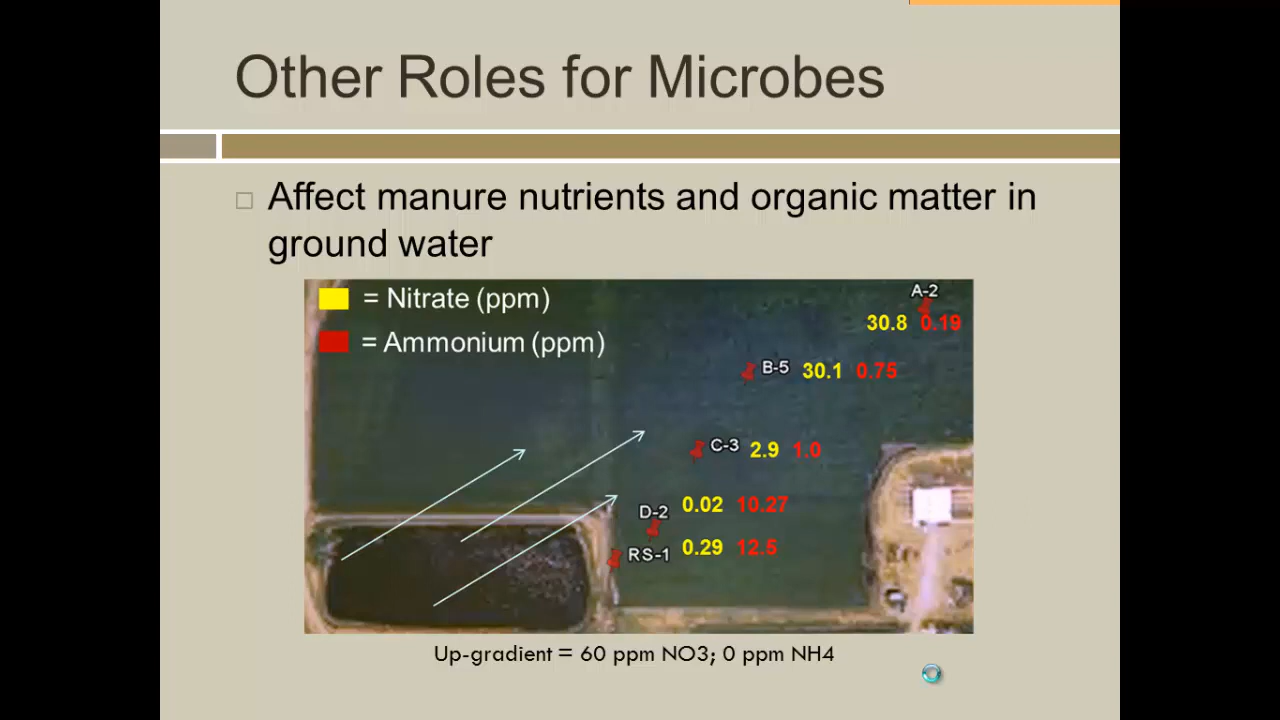 Other Roles for Microbes
Affect manure nutrients and organic matter in
ground water
= Nitrate (ppm)
= Ammonium (ppm)
A-2
30.8 0.19
B-5 30.1 0.75
C-3 2.9 1.0
D-2 0.02 10.27
RS-1 0.29 12.5
Up-gradient = 60 ppm NO3; 0 ppm NH4